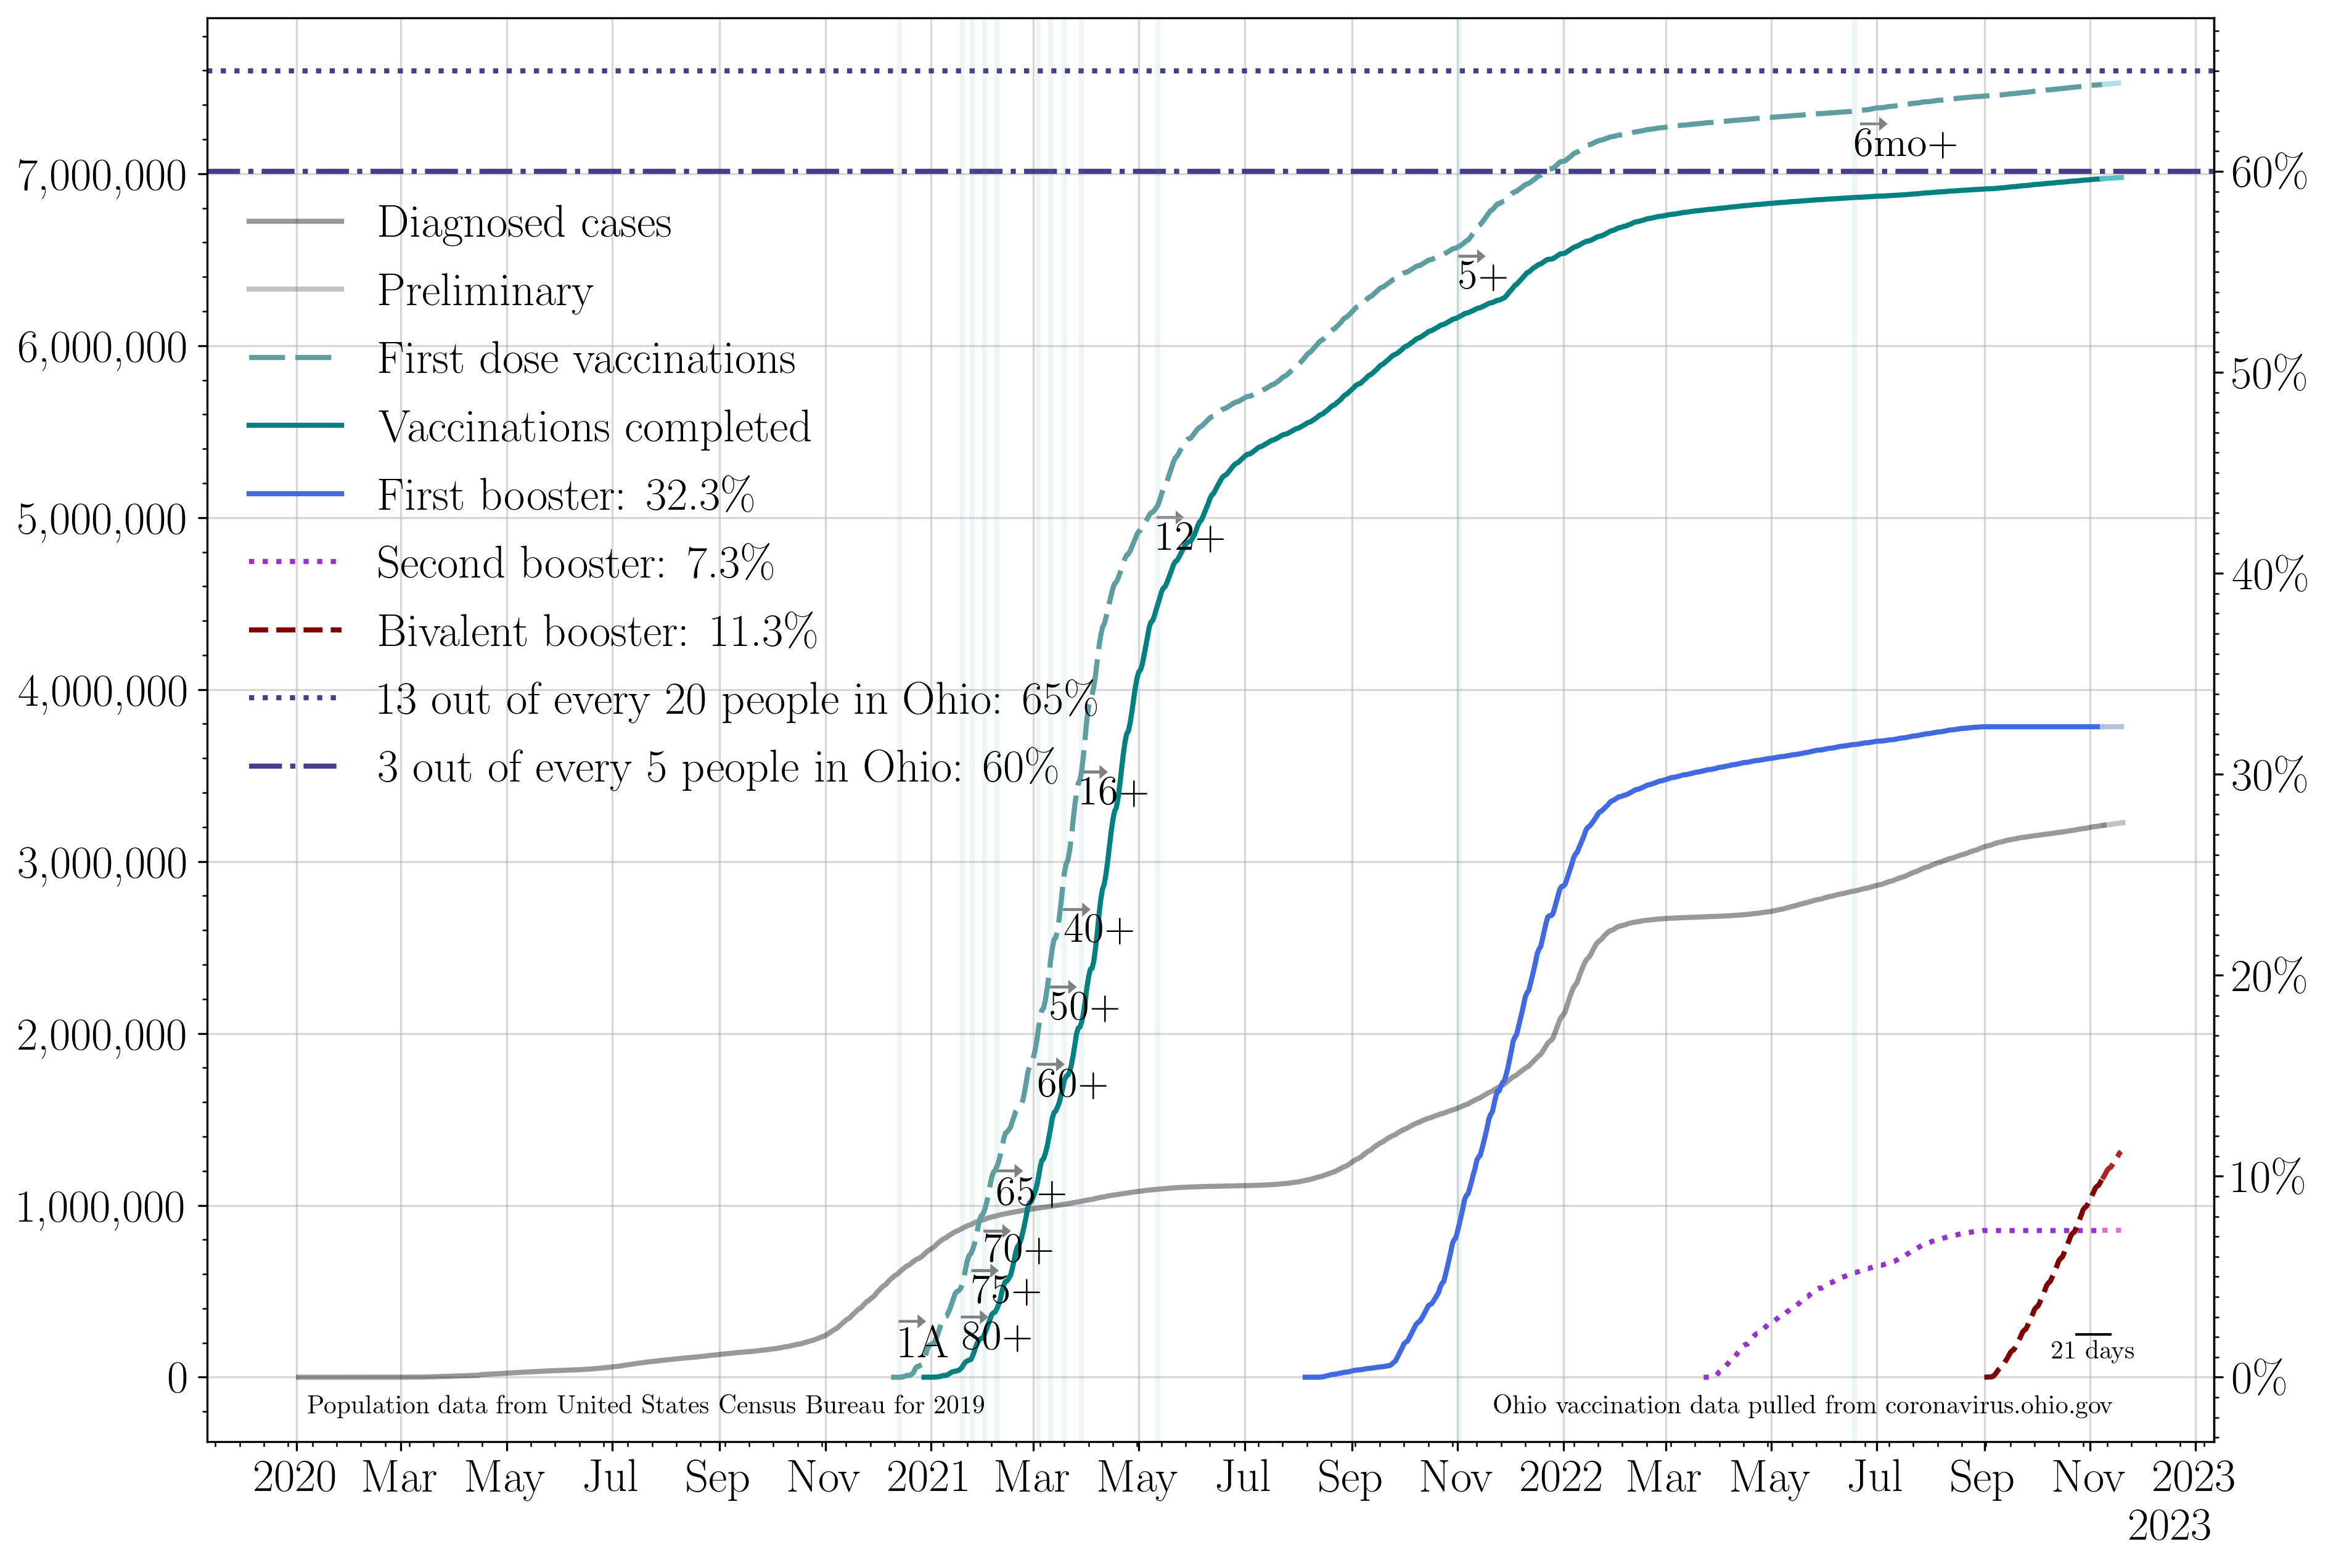 7,000,000
6,000,000
5,000,000
4,000,000
3,000,000
2,000,000
1,000,000
0
Diagnosed cases
Preliminary
First dose vaccinations
Vaccinations completed
First booster: 32.3%
Second booster: 7.3%
Bivalent booster: 11.3%
13 out of every 20 people in Ohio: 65%
3 out of every 5 people in Ohio: 60%
6mo+
5+
12+
16+
40+
50+
60+
65+
70+
75+
80+
1A
21 days
60%
50%
40%
30%
20%
10%
0%
Population data from United States Census Bureau for 2019
Ohio vaccination data pulled from coronavirus.ohio.gov
2020 Mar May Jul Sep Nov 2021 Mar May Jul Sep Nov 2022 Mar May Jul Sep Nov 2023
2023